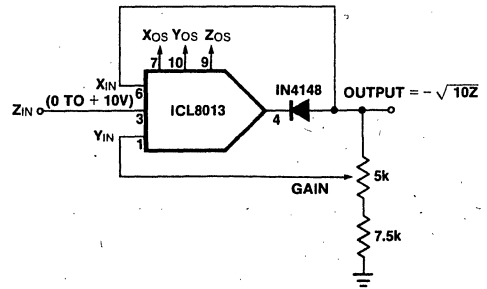 XOS YOS ZOS
7 10 9
XIN
6
IN4148
OUTPUT = -√10Z
ZIN (0 TO + 10V)
3
ICL8013
4
YIN
1
5k
GAIN
7.5k